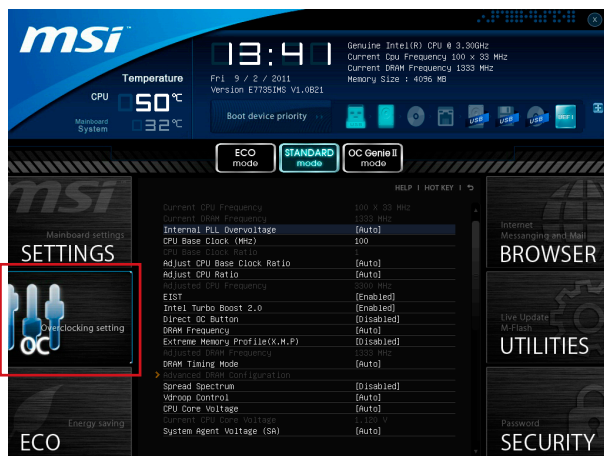 msi
13:41
Genuine Intel(R) CPU @ 3.30GHz
Current Cpu Frequency 100 x 33 MHz
Current DRAM Frequency 1333 MHz
Memory Size : 4096 MB
Temperature
Fri 9 / 2 / 2011
Version E7735IMS V1.0B21
CPU 50°C
Mainboard
System 32°C
Boot device priority
USB USB USB UEFI
ECO
mode
STANDARD
mode
OC Genie II
mode
HELP | HOT KEY |
msi
Mainboard settings
SETTINGS
Overclocking setting
OC
Energy saving
ECO
Current CPU Frequency 100 X 33 MHz
Current DRAM Frequency 1333 MHz
Internal PLL Overvoltage [Auto]
CPU Base Clock (MHz) 100
CPU Base Clock Ratio 1
Adjust CPU Base Clock Ratio [Auto]
Adjust CPU Ratio [Auto]
Adjusted CPU Frequency 3300 MHz
EIST [Enabled]
Intel Turbo Boost 2.0 [Enabled]
Direct OC Button [Disabled]
DRAM Frequency [Auto]
Extreme Memory Profile(X.M.P) [Disabled]
Adjusted DRAM Frequency 1333 MHz
DRAM Timing Mode [Auto]
Advanced DRAM Configuration
Spread Spectrum [Disabled]
Vdroop Control [Auto]
CPU Core Voltage [Auto]
Current CPU Core Voltage 1.120 V
System Agent Voltage (SA) [Auto]
Internet
Messanging and Mail
BROWSER
Live Update
M-Flash
UTILITIES
Password
SECURITY